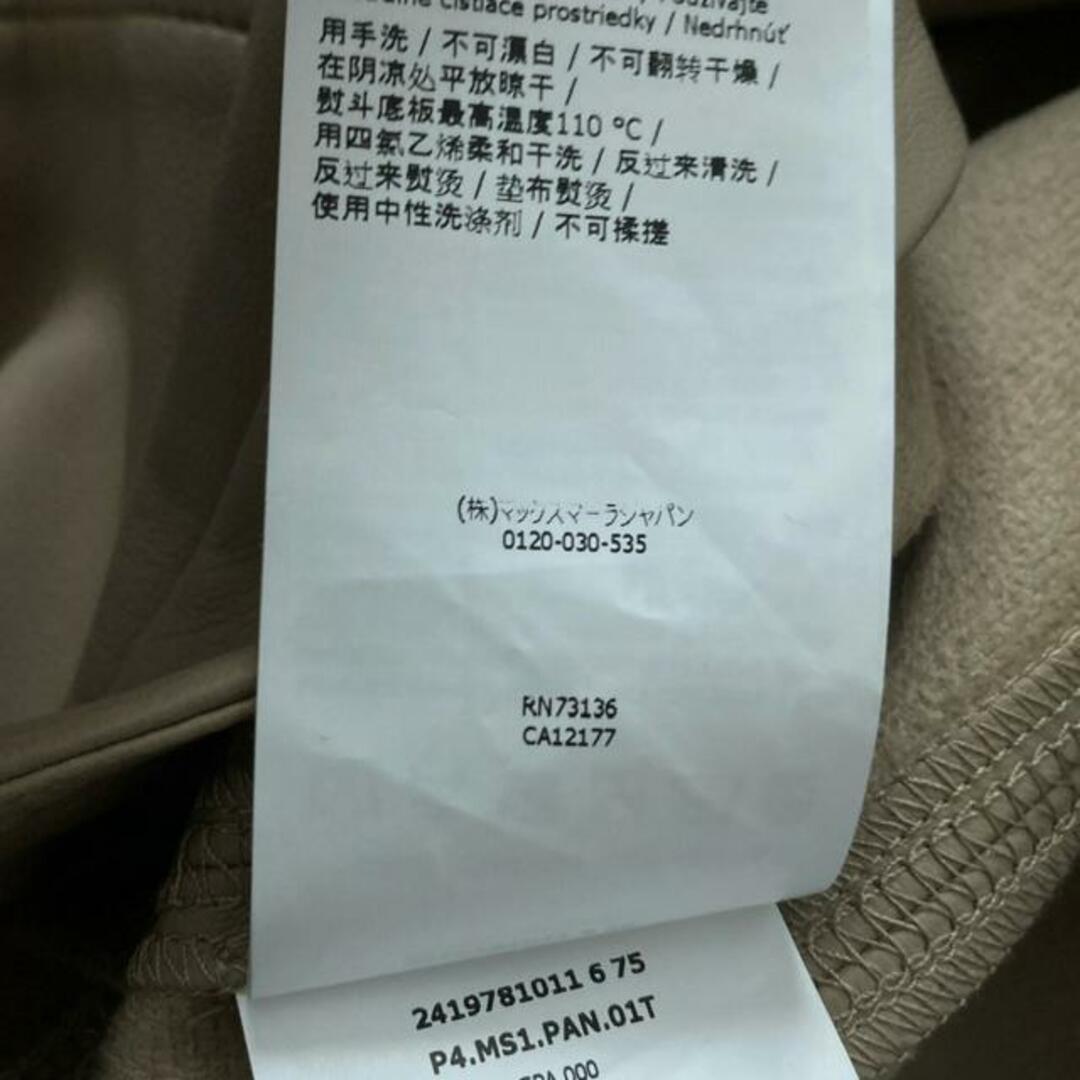 čistiace prostriedky / Nedrhnúť
用手洗 / 不可漂白 / 不可翻转干燥 /
在阴凉处平放晾干 /
熨斗底板最高温度110 ºC /
用四氯乙烯柔和干洗 / 反过来清洗 /
反过来熨烫 / 垫布熨烫 /
使用中性洗涤剂 / 不可揉搓
(株)マックスマーラジャパン
0120-030-535
RN73136
CA12177
2419781011 6 75
P4.MS1.PAN.01T